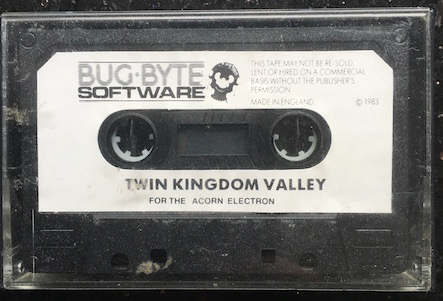 BUG-BYTE
SOFTWARE
THIS TAPE MAY NOT BE RE-SOLD,
LENT OR HIRED ON A COMMERCIAL
BASIS WITHOUT THE PUBLISHER'S
PERMISSION
MADE IN ENGLAND © 1983
TWIN KINGDOM VALLEY
FOR THE ACORN ELECTRON